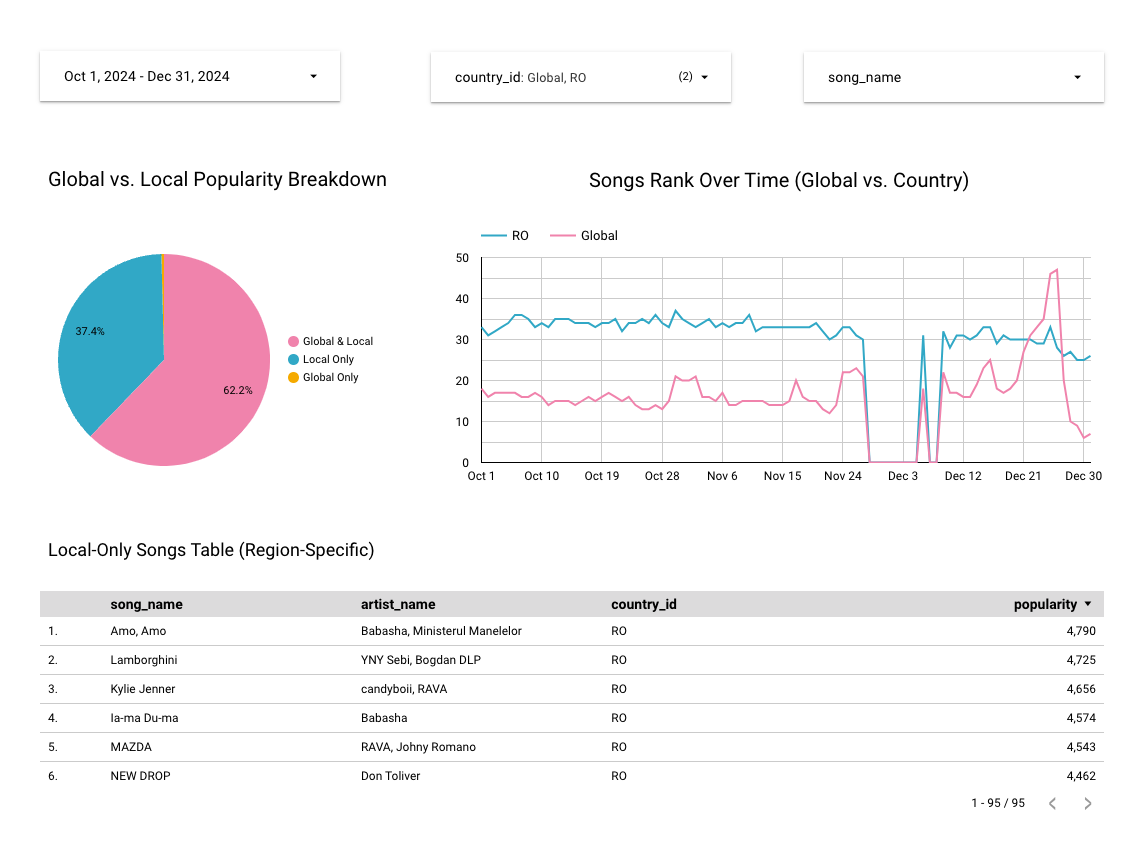 Oct 1, 2024 - Dec 31, 2024
country_id: Global, RO (2)
song_name
Global vs. Local Popularity Breakdown
37.4%
62.2%
Global & Local
Local Only
Global Only
Songs Rank Over Time (Global vs. Country)
RO Global
50
40
30
20
10
0
Oct 1 Oct 10 Oct 19 Oct 28 Nov 6 Nov 15 Nov 24 Dec 3 Dec 12 Dec 21 Dec 30
Local-Only Songs Table (Region-Specific)
song_name artist_name country_id popularity
1. Amo, Amo Babasha, Ministerul Manelelor RO 4,790
2. Lamborghini YNY Sebi, Bogdan DLP RO 4,725
3. Kylie Jenner candyboii, RAVA RO 4,656
4. Ia-ma Du-ma Babasha RO 4,574
5. MAZDA RAVA, Johny Romano RO 4,543
6. NEW DROP Don Toliver RO 4,462
1 - 95 / 95